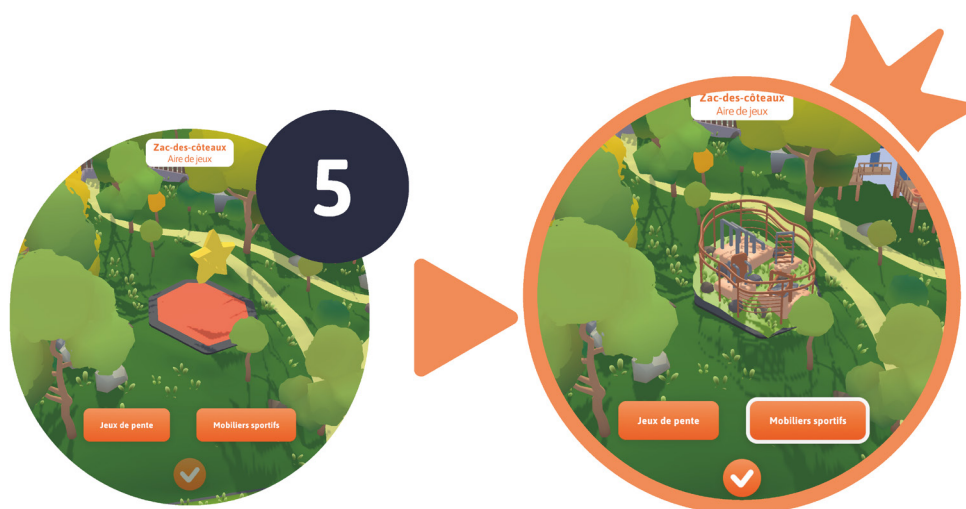 Zac-des-côteaux
Aire de jeux
5
Jeux de pente
Mobiliers sportifs
Zac-des-côteaux
Aire de jeux
Jeux de pente
Mobiliers sportifs